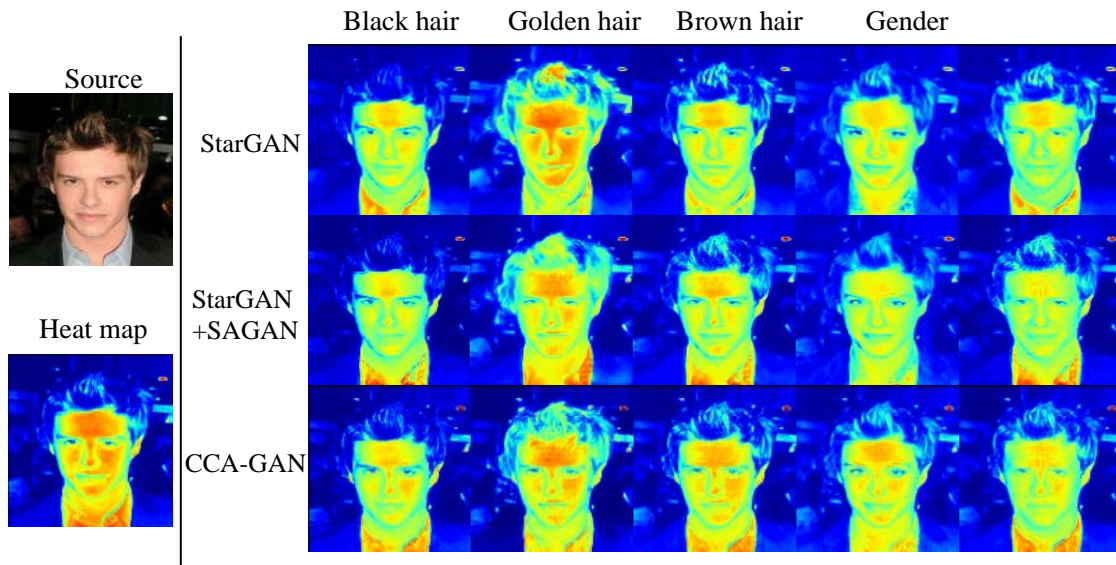 Black hair Golden hair Brown hair Gender
Source
StarGAN
StarGAN
+SAGAN
Heat map
CCA-GAN